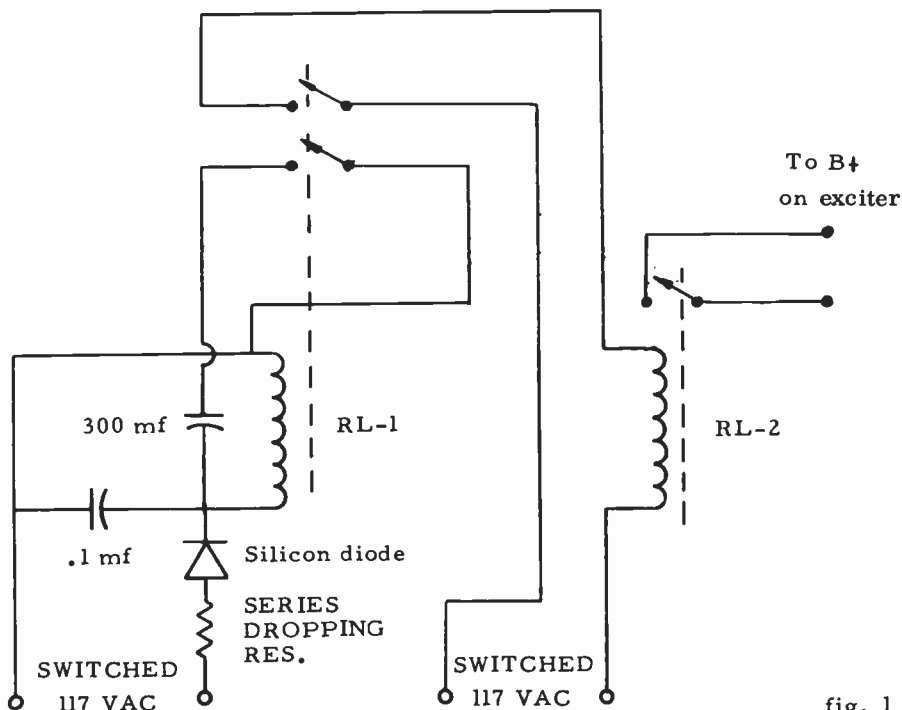 To B+
on exciter
300 mf
RL-1
RL-2
.1 mf
Silicon diode
SERIES
DROPPING
RES.
SWITCHED
117 VAC
SWITCHED
117 VAC
fig. 1